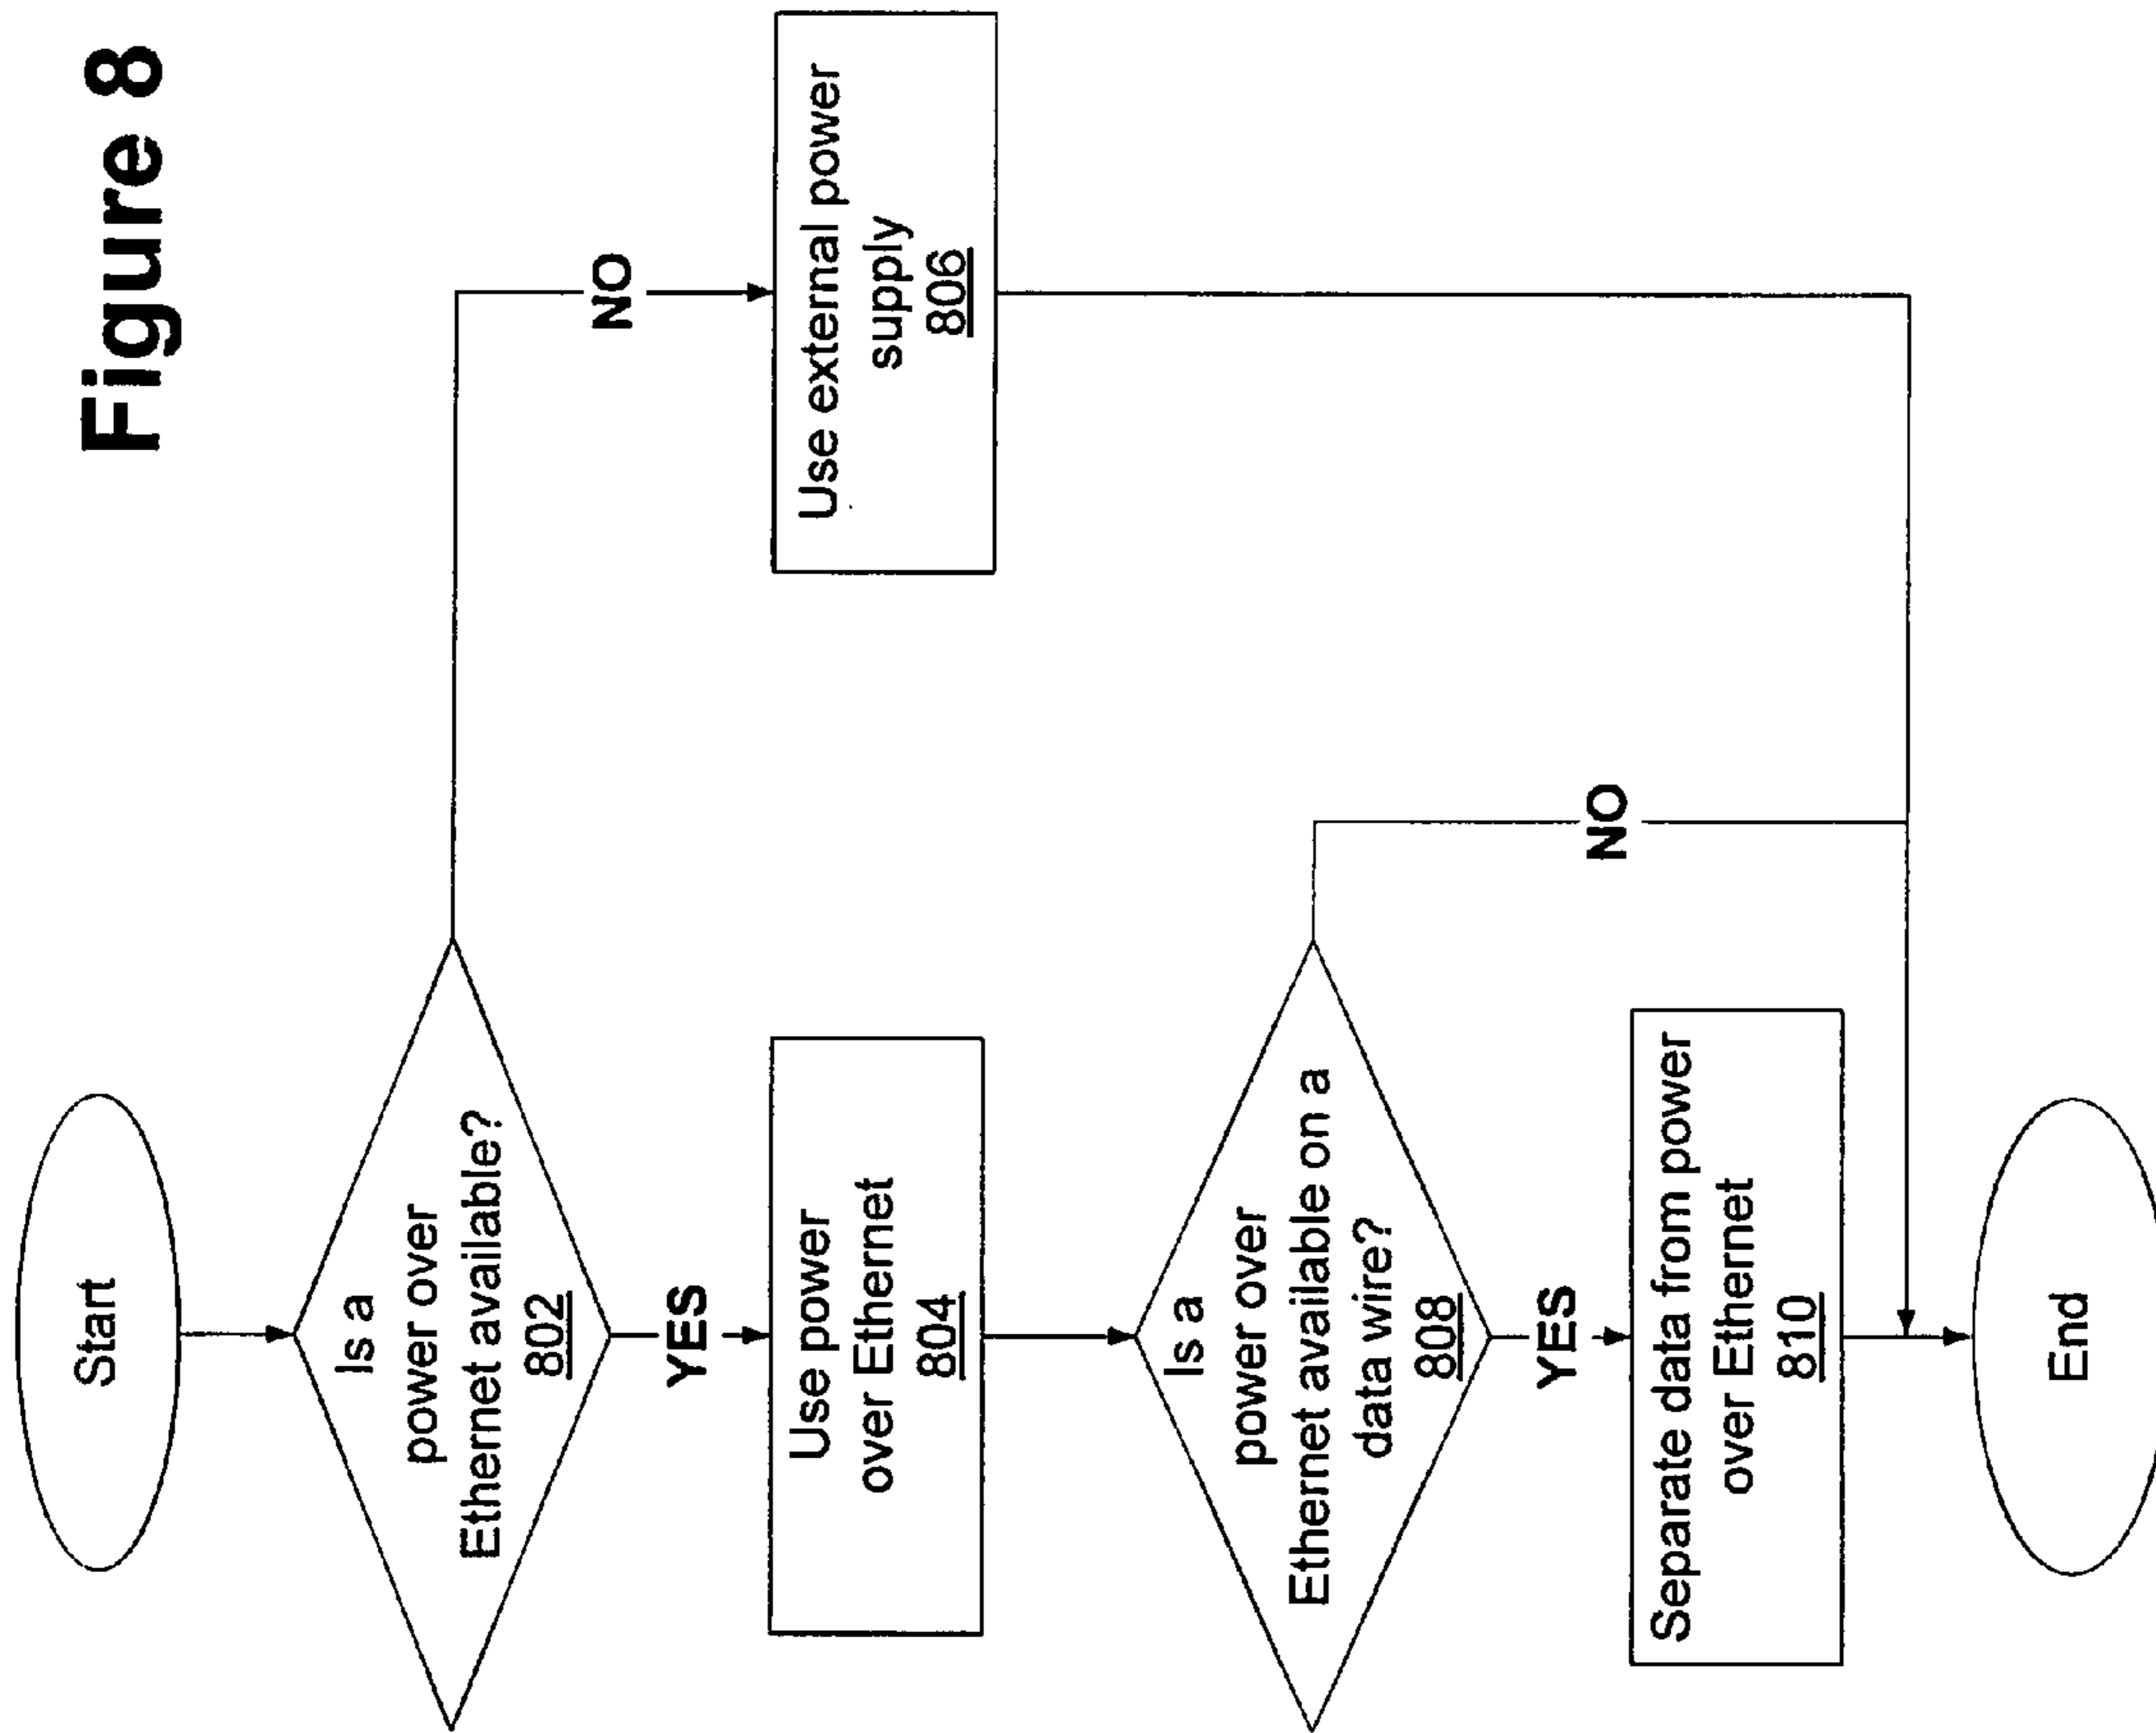 Figure 8
Start
Is a
power over
Ethernet available?
802
NO
YES
Use power
over Ethernet
804
Use external power
supply
806
Is a
power over
Ethernet available on a
data wire?
808
NO
YES
Separate data from power
over Ethernet
810
End